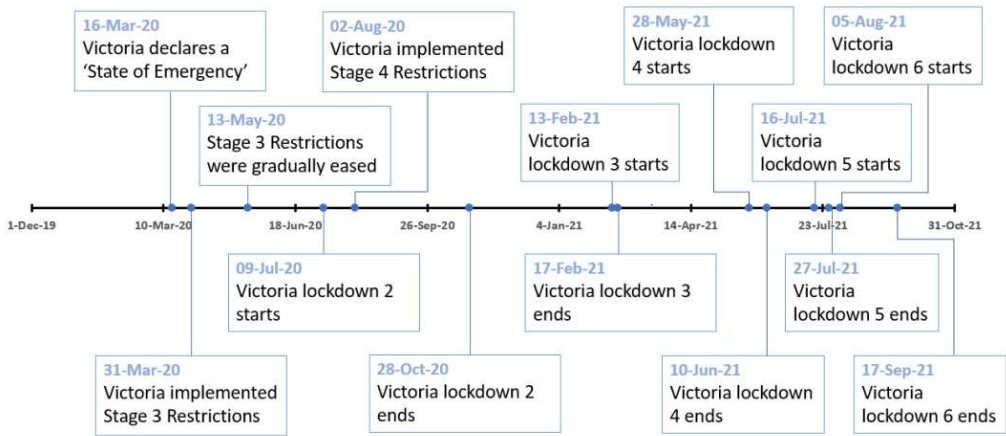 16-Mar-20
Victoria declares a
‘State of Emergency’
02-Aug-20
Victoria implemented
Stage 4 Restrictions
28-May-21
Victoria lockdown
4 starts
05-Aug-21
Victoria
lockdown 6 starts
13-May-20
Stage 3 Restrictions
were gradually eased
13-Feb-21
Victoria
lockdown 3 starts
16-Jul-21
Victoria
lockdown 5 starts
1-Dec-19
10-Mar-20
18-Jun-20
26-Sep-20
4-Jan-21
14-Apr-21
23-Jul-21
31-Oct-21
09-Jul-20
Victoria lockdown 2
starts
17-Feb-21
Victoria lockdown 3
ends
27-Jul-21
Victoria
lockdown 5 ends
31-Mar-20
Victoria implemented
Stage 3 Restrictions
28-Oct-20
Victoria lockdown 2
ends
10-Jun-21
Victoria lockdown
4 ends
17-Sep-21
Victoria
lockdown 6 ends